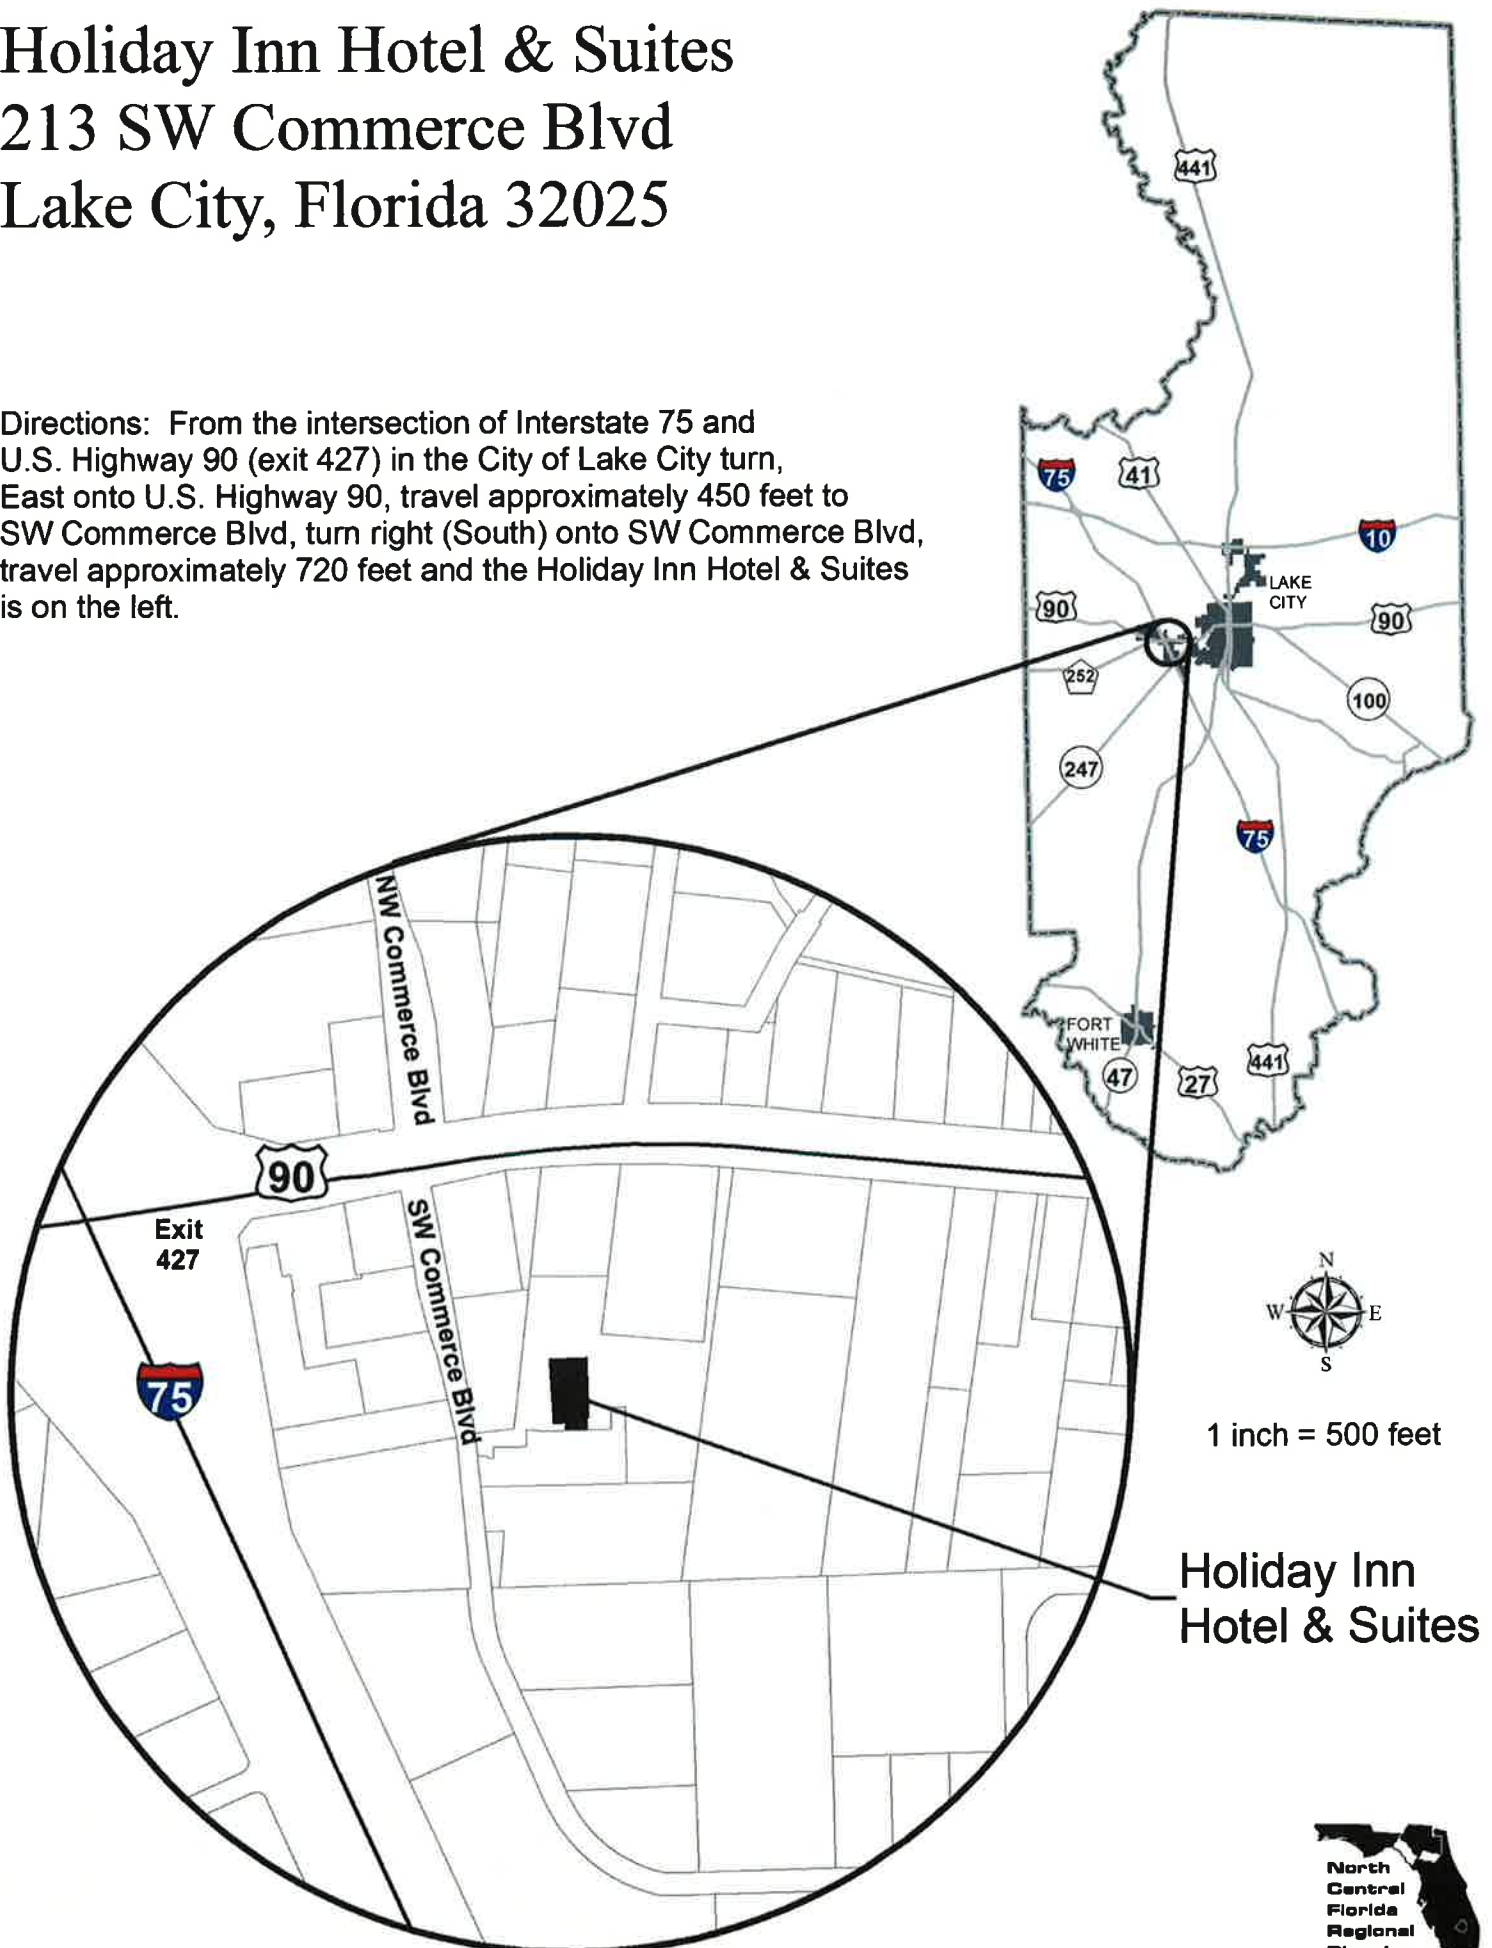 Holiday Inn Hotel & Suites
213 SW Commerce Blvd
Lake City, Florida 32025
Directions: From the intersection of Interstate 75 and
U.S. Highway 90 (exit 427) in the City of Lake City turn,
East onto U.S. Highway 90, travel approximately 450 feet to
SW Commerce Blvd, turn right (South) onto SW Commerce Blvd,
travel approximately 720 feet and the Holiday Inn Hotel & Suites
is on the left.
441
75
41
10
LAKE
CITY
90
90
252
100
247
75
FORT
WHITE
47
27
441
NW Commerce Blvd
90
Exit
427
SW Commerce Blvd
75
N
W
E
S
1 inch = 500 feet
Holiday Inn
Hotel & Suites
North
Central
Florida
Regional